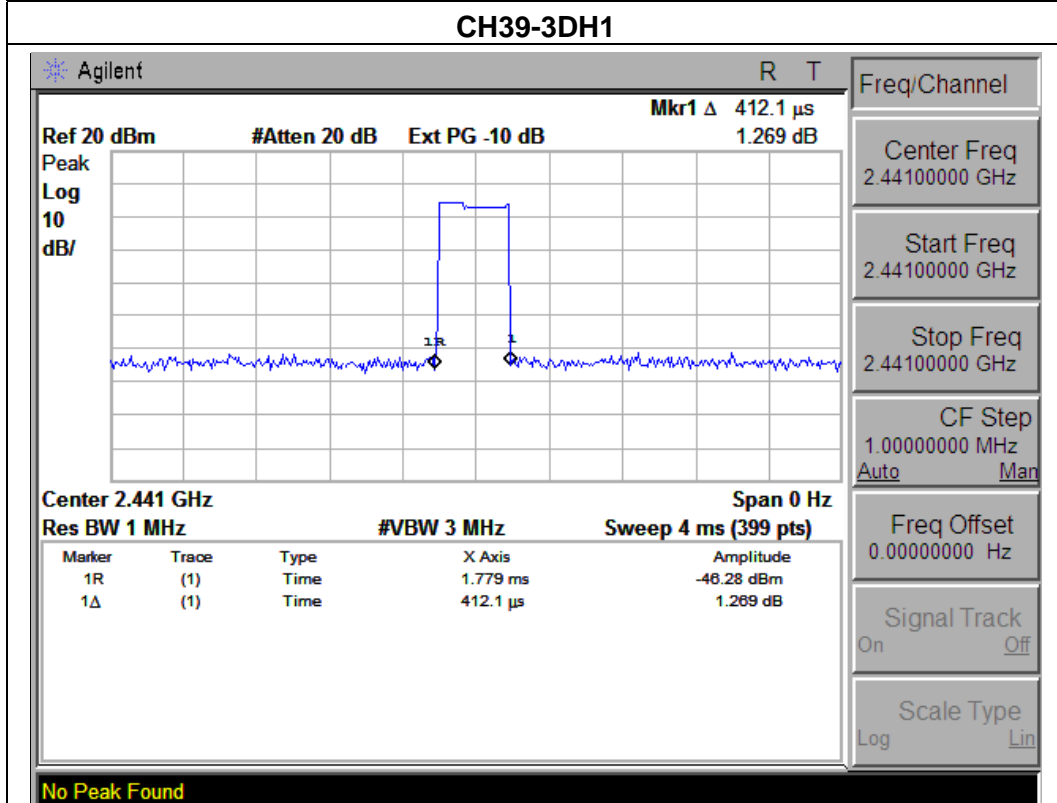 CH39-3DH1
Agilent R T
Mkr1 Δ 412.1 µs
Ref 20 dBm #Atten 20 dB Ext PG -10 dB 1.269 dB
Peak
Log
10
dB/
1R 1
Center 2.441 GHz Span 0 Hz
Res BW 1 MHz #VBW 3 MHz Sweep 4 ms (399 pts)
Marker Trace Type X Axis Amplitude
1R (1) Time 1.779 ms -46.28 dBm
1Δ (1) Time 412.1 µs 1.269 dB
No Peak Found
Freq/Channel
Center Freq
2.44100000 GHz
Start Freq
2.44100000 GHz
Stop Freq
2.44100000 GHz
CF Step
1.00000000 MHz
Auto Man
Freq Offset
0.00000000 Hz
Signal Track
On Off
Scale Type
Log Lin